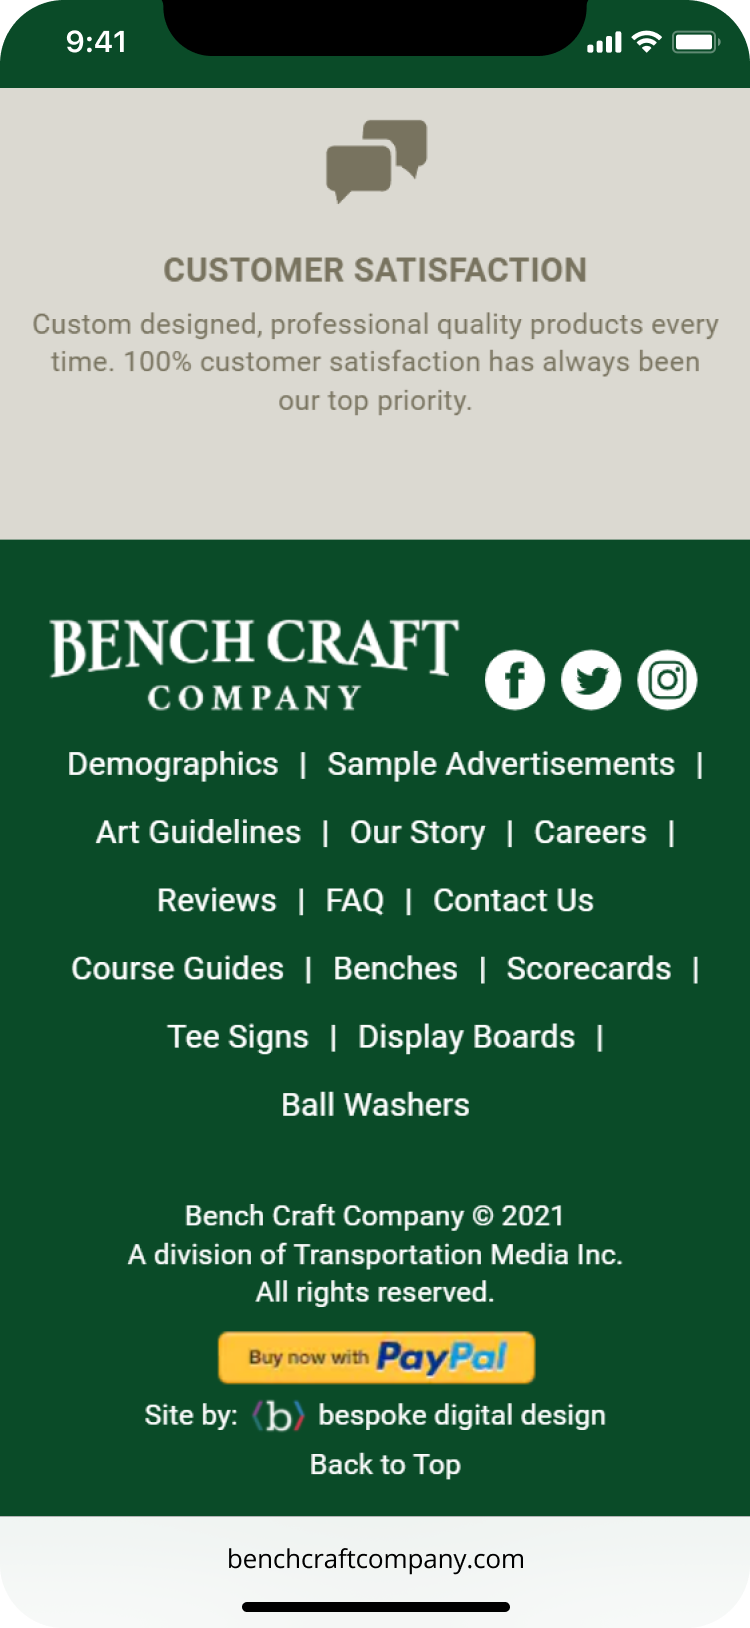 9:41
CUSTOMER SATISFACTION
Custom designed, professional quality products every
time. 100% customer satisfaction has always been
our top priority.
BENCH CRAFT
COMPANY
Demographics | Sample Advertisements |
Art Guidelines | Our Story | Careers |
Reviews | FAQ | Contact Us
Course Guides | Benches | Scorecards |
Tee Signs | Display Boards |
Ball Washers
Bench Craft Company © 2021
A division of Transportation Media Inc.
All rights reserved.
Buy now with PayPal
Site by: ⟨b⟩ bespoke digital design
Back to Top
benchcraftcompany.com